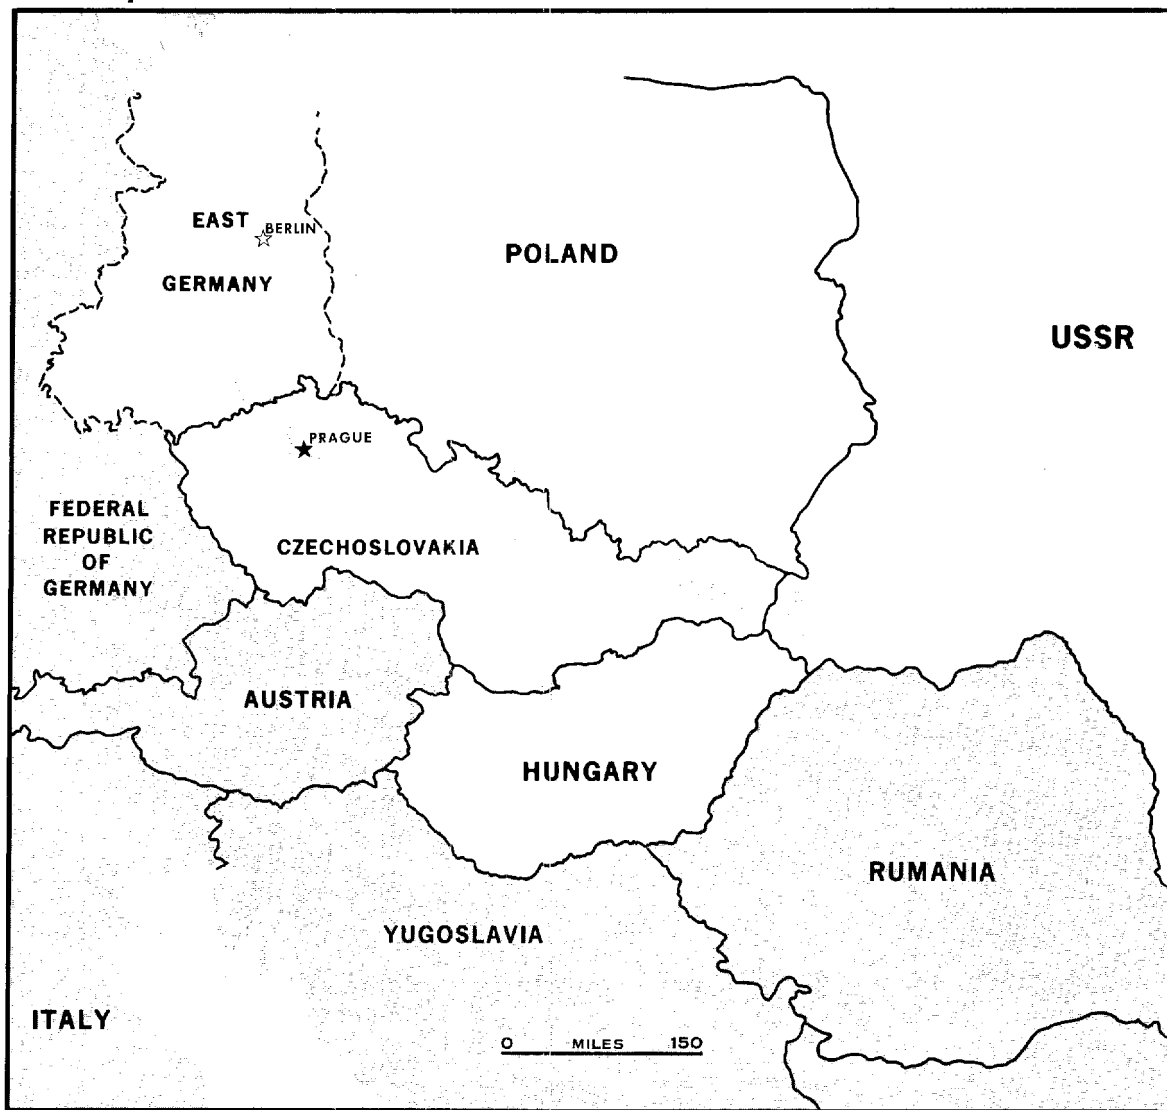 EAST
BERLIN
GERMANY
POLAND
USSR
PRAGUE
FEDERAL
REPUBLIC
OF
GERMANY
CZECHOSLOVAKIA
AUSTRIA
HUNGARY
RUMANIA
YUGOSLAVIA
ITALY
0 MILES 150